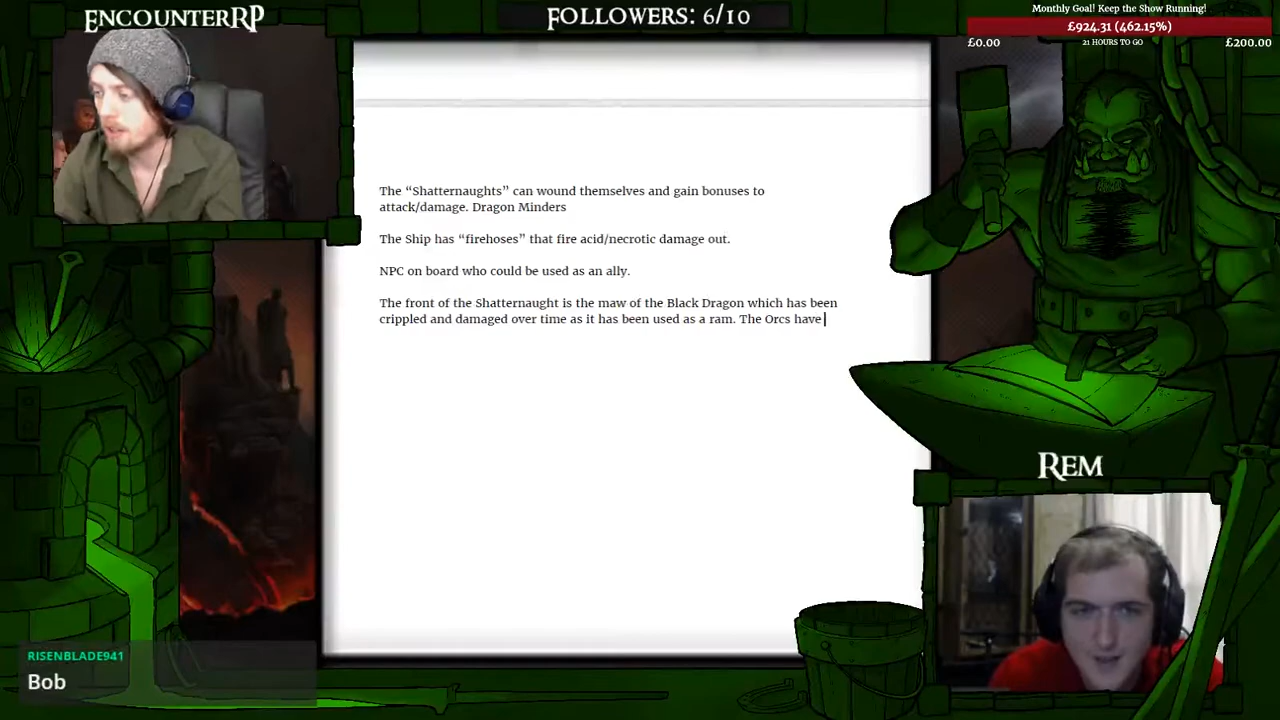 ENCOUNTERRP
FOLLOWERS: 6/10
Monthly Goal! Keep the Show Running!
£924.31 (462.15%)
£0.00 21 HOURS TO GO £200.00
The “Shatternaughts” can wound themselves and gain bonuses to
attack/damage. Dragon Minders
The Ship has “firehoses” that fire acid/necrotic damage out.
NPC on board who could be used as an ally.
The front of the Shatternaught is the maw of the Black Dragon which has been
crippled and damaged over time as it has been used as a ram. The Orcs have
REM
RISENBLADE941
Bob